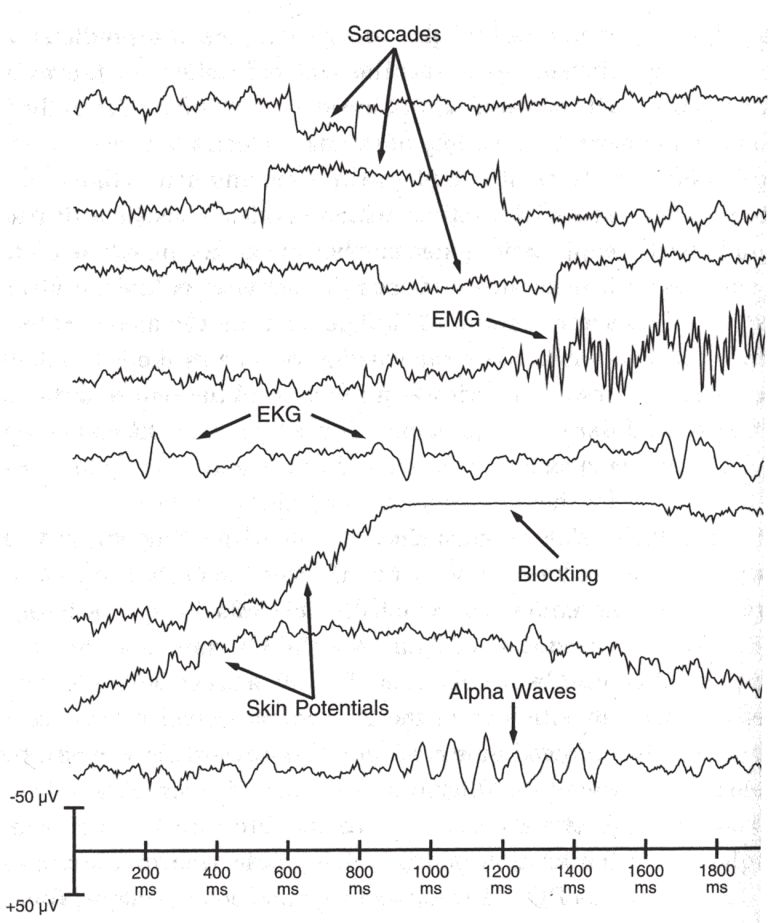 Saccades
EMG
EKG
Blocking
Skin Potentials
Alpha Waves
-50 µV
+50 µV
200 400 600 800 1000 1200 1400 1600 1800
ms ms ms ms ms ms ms ms ms